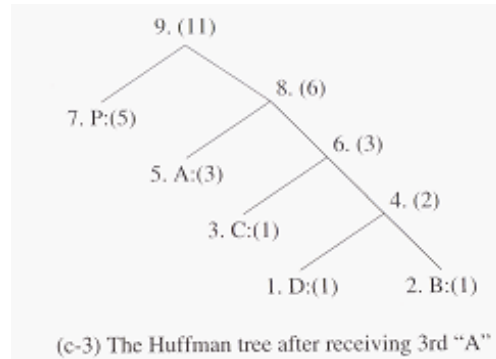 9. (11)
8. (6)
7. P:(5)
6. (3)
5. A:(3)
4. (2)
3. C:(1)
1. D:(1) 2. B:(1)
(c-3) The Huffman tree after receiving 3rd “A”